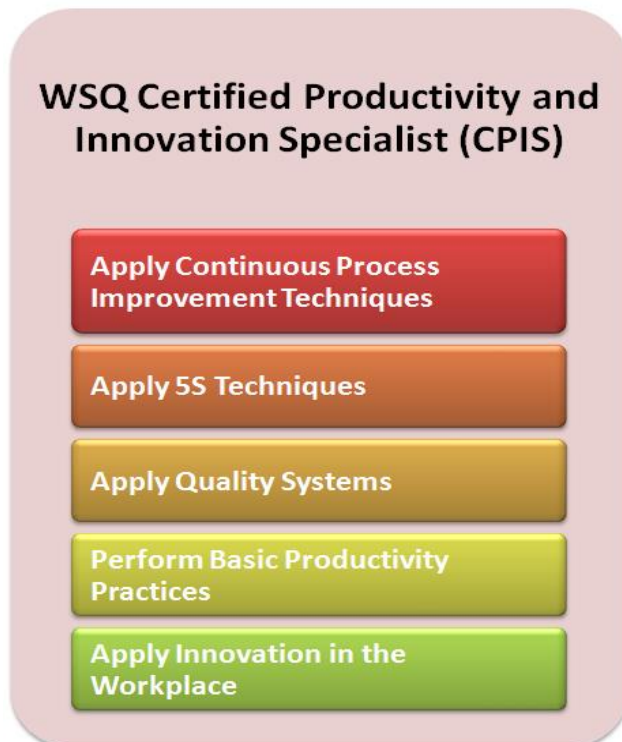 WSQ Certified Productivity and
Innovation Specialist (CPIS)
Apply Continuous Process
Improvement Techniques
Apply 5S Techniques
Apply Quality Systems
Perform Basic Productivity
Practices
Apply Innovation in the
Workplace